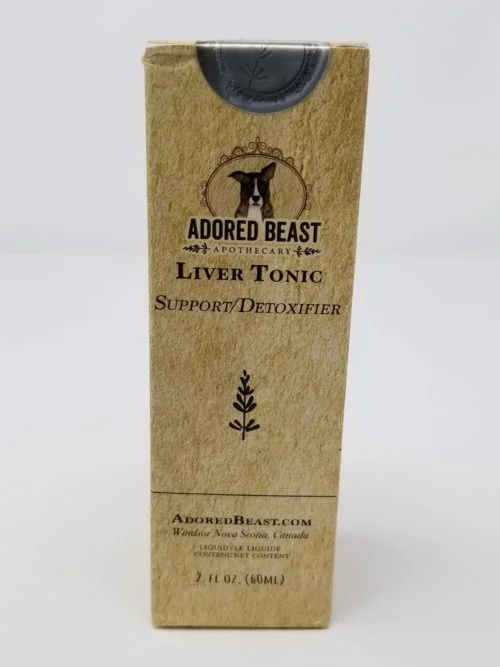 ADORED BEAST
APOTHECARY
LIVER TONIC
SUPPORT/DETOXIFIER
ADOREDBEAST.COM
Windsor Nova Scotia, Canada
LIQUID/LE LIQUIDE
CONTENU NET CONTENT
2 FL OZ. (60ML)